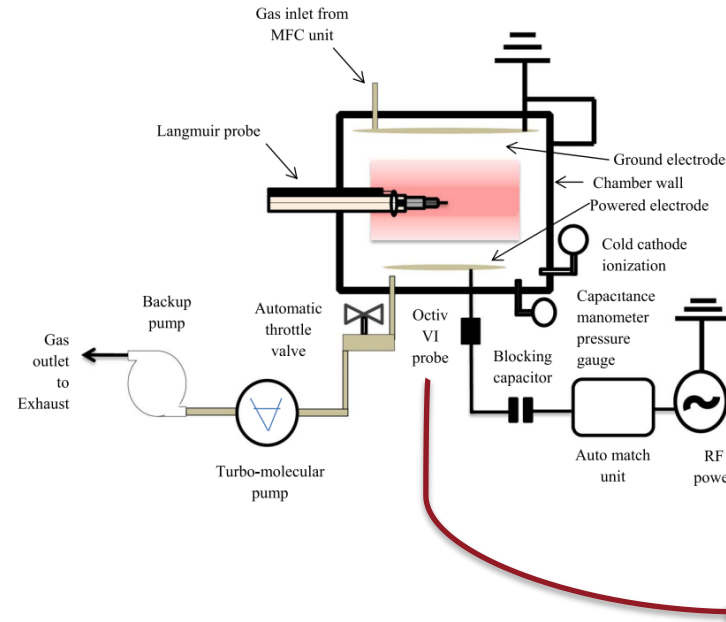 Gas inlet from
MFC unit
Langmuir probe
Ground electrode
Chamber wall
Powered electrode
Cold cathode
ionization
Capacitance
manometer
pressure
gauge
Backup
pump
Automatic
throttle
valve
Octiv
VI
probe
Gas
outlet
to
Exhaust
Blocking
capacitor
Turbo-molecular
pump
Auto match
unit
RF
powe